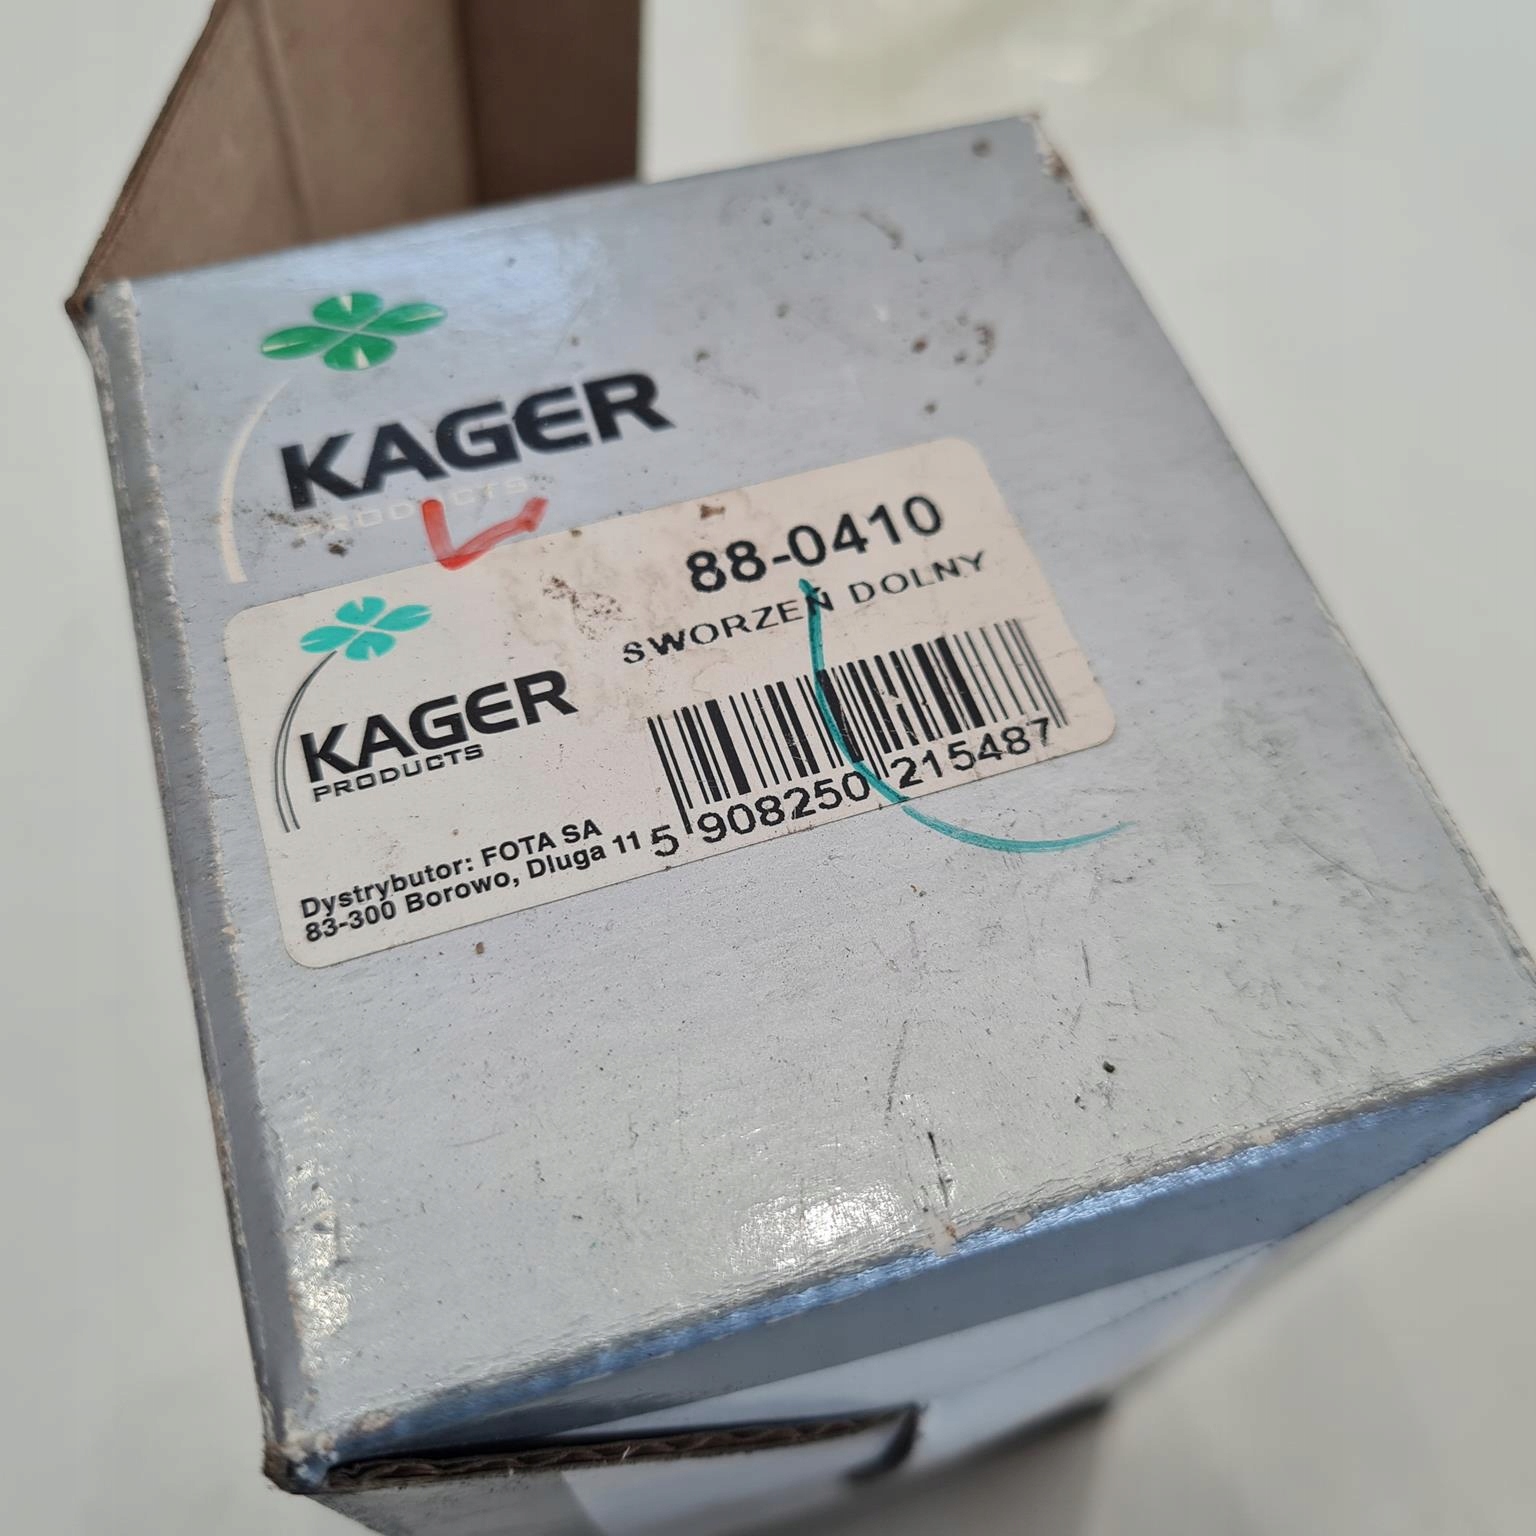 KAGER
PRODUCTS
88-0410
SWORZEŃ DOLNY
KAGER
PRODUCTS
5 908250 215487
Dystrybutor: FOTA SA
83-300 Borowo, Dluga 11